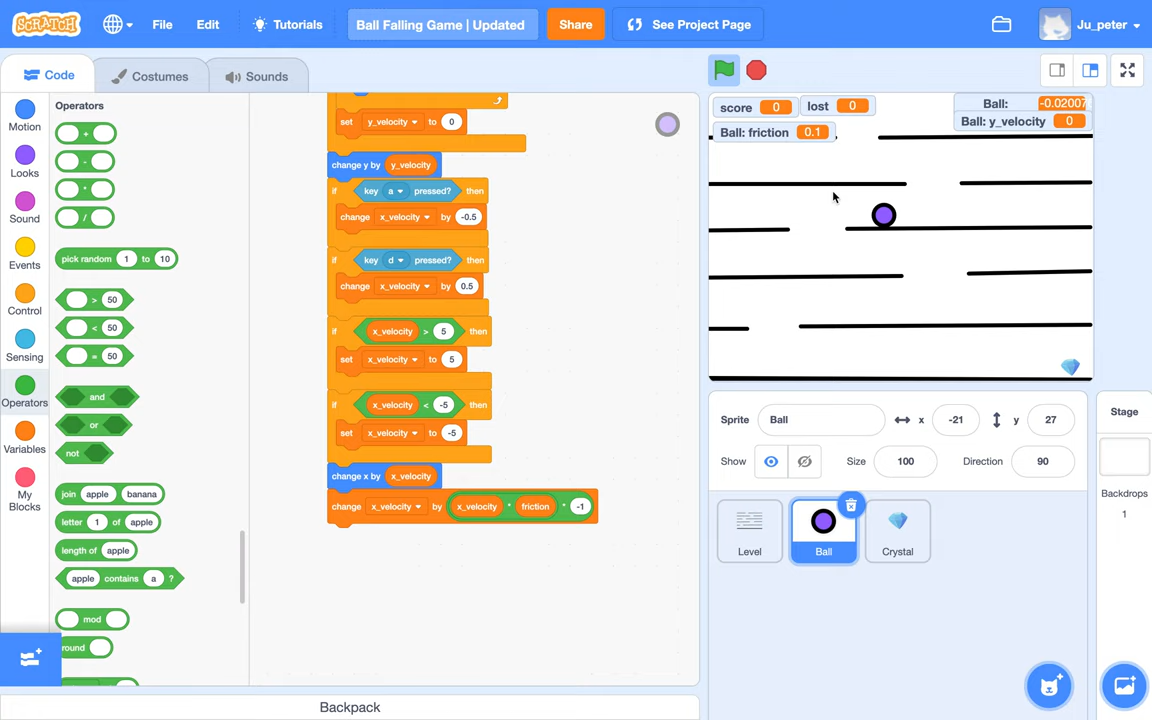 SCRATCH File Edit Tutorials Ball Falling Game | Updated Share See Project Page Ju_peter
Code Costumes Sounds
Motion
Looks
Sound
Events
Control
Sensing
Operators
Variables
My
Blocks
Operators
+
-
*
/
pick random 1 to 10
> 50
< 50
= 50
and
or
not
join apple banana
letter 1 of apple
length of apple
apple contains a ?
mod
round
set y_velocity to 0
change y by y_velocity
if key a pressed? then
change x_velocity by -0.5
if key d pressed? then
change x_velocity by 0.5
if x_velocity > 5 then
set x_velocity to 5
if x_velocity < -5 then
set x_velocity to -5
change x by x_velocity
change x_velocity by x_velocity * friction * -1
score 0 lost 0
Ball: friction 0.1
Ball: -0.02007
Ball: y_velocity 0
Sprite Ball x -21 y 27
Show Size 100 Direction 90
Level Ball Crystal
Stage
Backdrops
1
Backpack